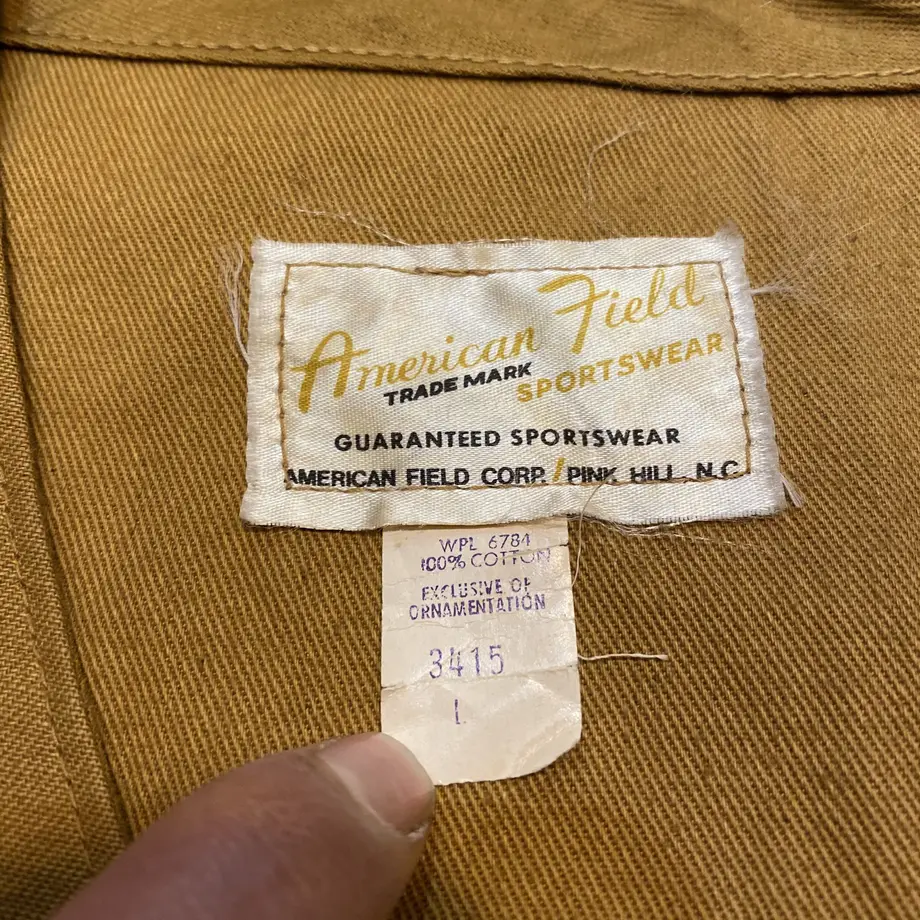 American Field
TRADE MARK SPORTSWEAR
GUARANTEED SPORTSWEAR
AMERICAN FIELD CORP. / PINK HILL, N.C.
WPL 6784
100% COTTON
EXCLUSIVE OF
ORNAMENTATION
3415
L